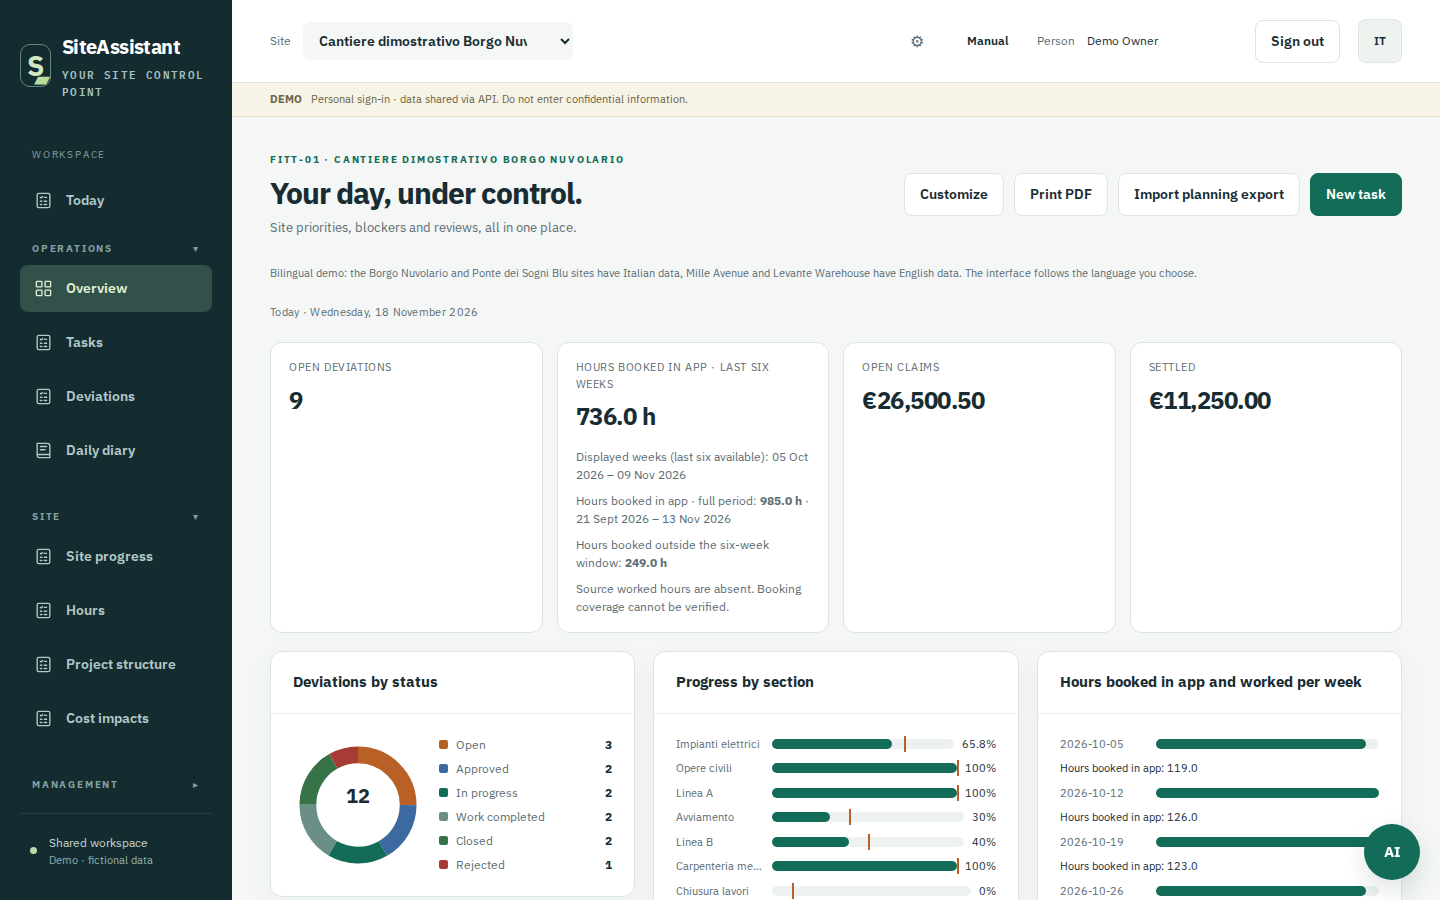 SiteAssistant
YOUR SITE CONTROL
POINT
WORKSPACE
Today
OPERATIONS
Overview
Tasks
Deviations
Daily diary
SITE
Site progress
Hours
Project structure
Cost impacts
MANAGEMENT
Shared workspace
Demo · fictional data
Site
Cantiere dimostrativo Borgo Nuv
Manual
Person Demo Owner
Sign out
IT
DEMO Personal sign-in · data shared via API. Do not enter confidential information.
FITT-01 · CANTIERE DIMOSTRATIVO BORGO NUVOLARIO
Your day, under control.
Site priorities, blockers and reviews, all in one place.
Customize
Print PDF
Import planning export
New task
Bilingual demo: the Borgo Nuvolario and Ponte dei Sogni Blu sites have Italian data, Mille Avenue and Levante Warehouse have English data. The interface follows the language you choose.
Today · Wednesday, 18 November 2026
OPEN DEVIATIONS
9
HOURS BOOKED IN APP · LAST SIX
WEEKS
736.0 h
Displayed weeks (last six available): 05 Oct
2026 – 09 Nov 2026
Hours booked in app · full period: 985.0 h ·
21 Sept 2026 – 13 Nov 2026
Hours booked outside the six-week
window: 249.0 h
Source worked hours are absent. Booking
coverage cannot be verified.
OPEN CLAIMS
€26,500.50
SETTLED
€11,250.00
Deviations by status
12
Open 3
Approved 2
In progress 2
Work completed 2
Closed 2
Rejected 1
Progress by section
Impianti elettrici 65.8%
Opere civili 100%
Linea A 100%
Avviamento 30%
Linea B 40%
Carpenteria me... 100%
Chiusura lavori 0%
Hours booked in app and worked per week
2026-10-05
Hours booked in app: 119.0
2026-10-12
Hours booked in app: 126.0
2026-10-19
Hours booked in app: 123.0
2026-10-26
AI